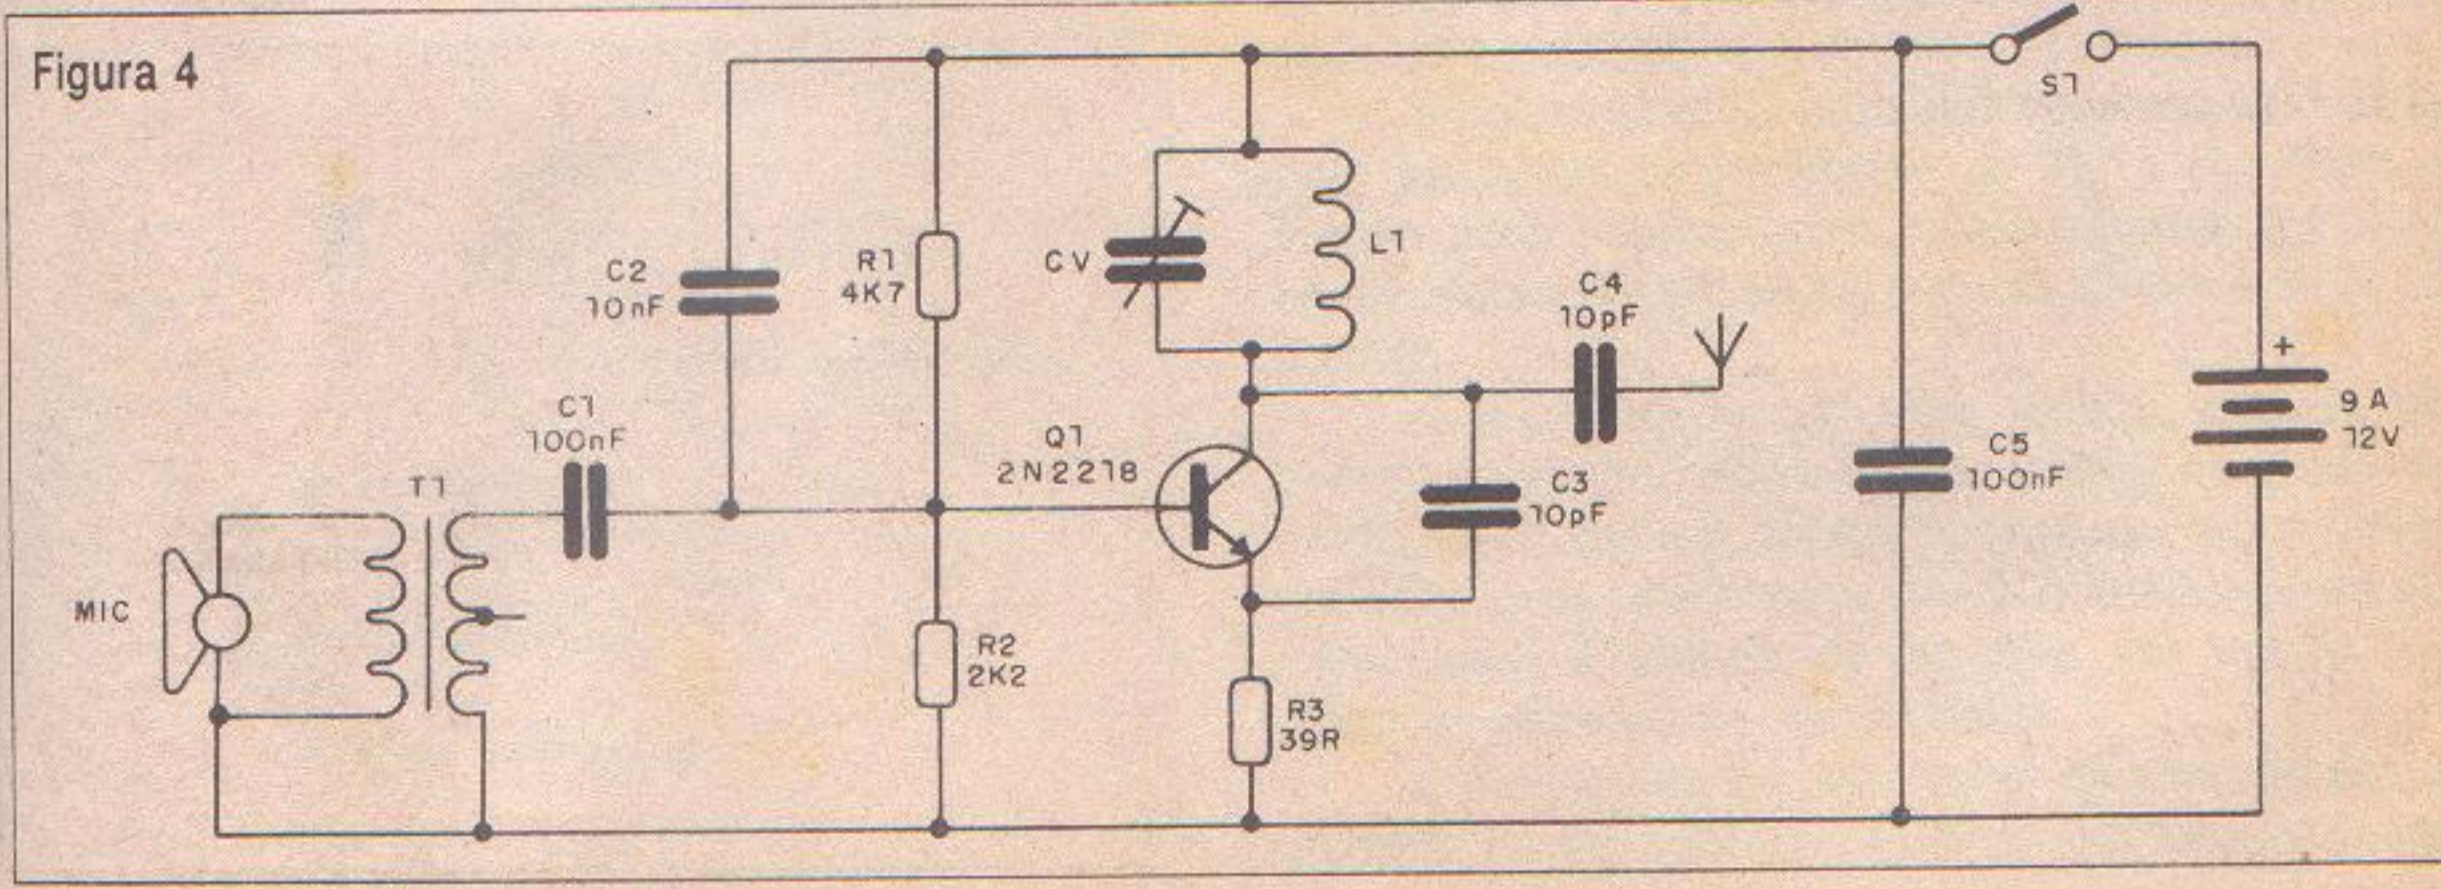 Figura 4
S1
C2
10nF
R1
4K7
CV
L1
C4
10pF
+
9 A
12V
C1
100nF
Q1
2N2218
C3
10pF
C5
100nF
T1
MIC
R2
2K2
R3
39R